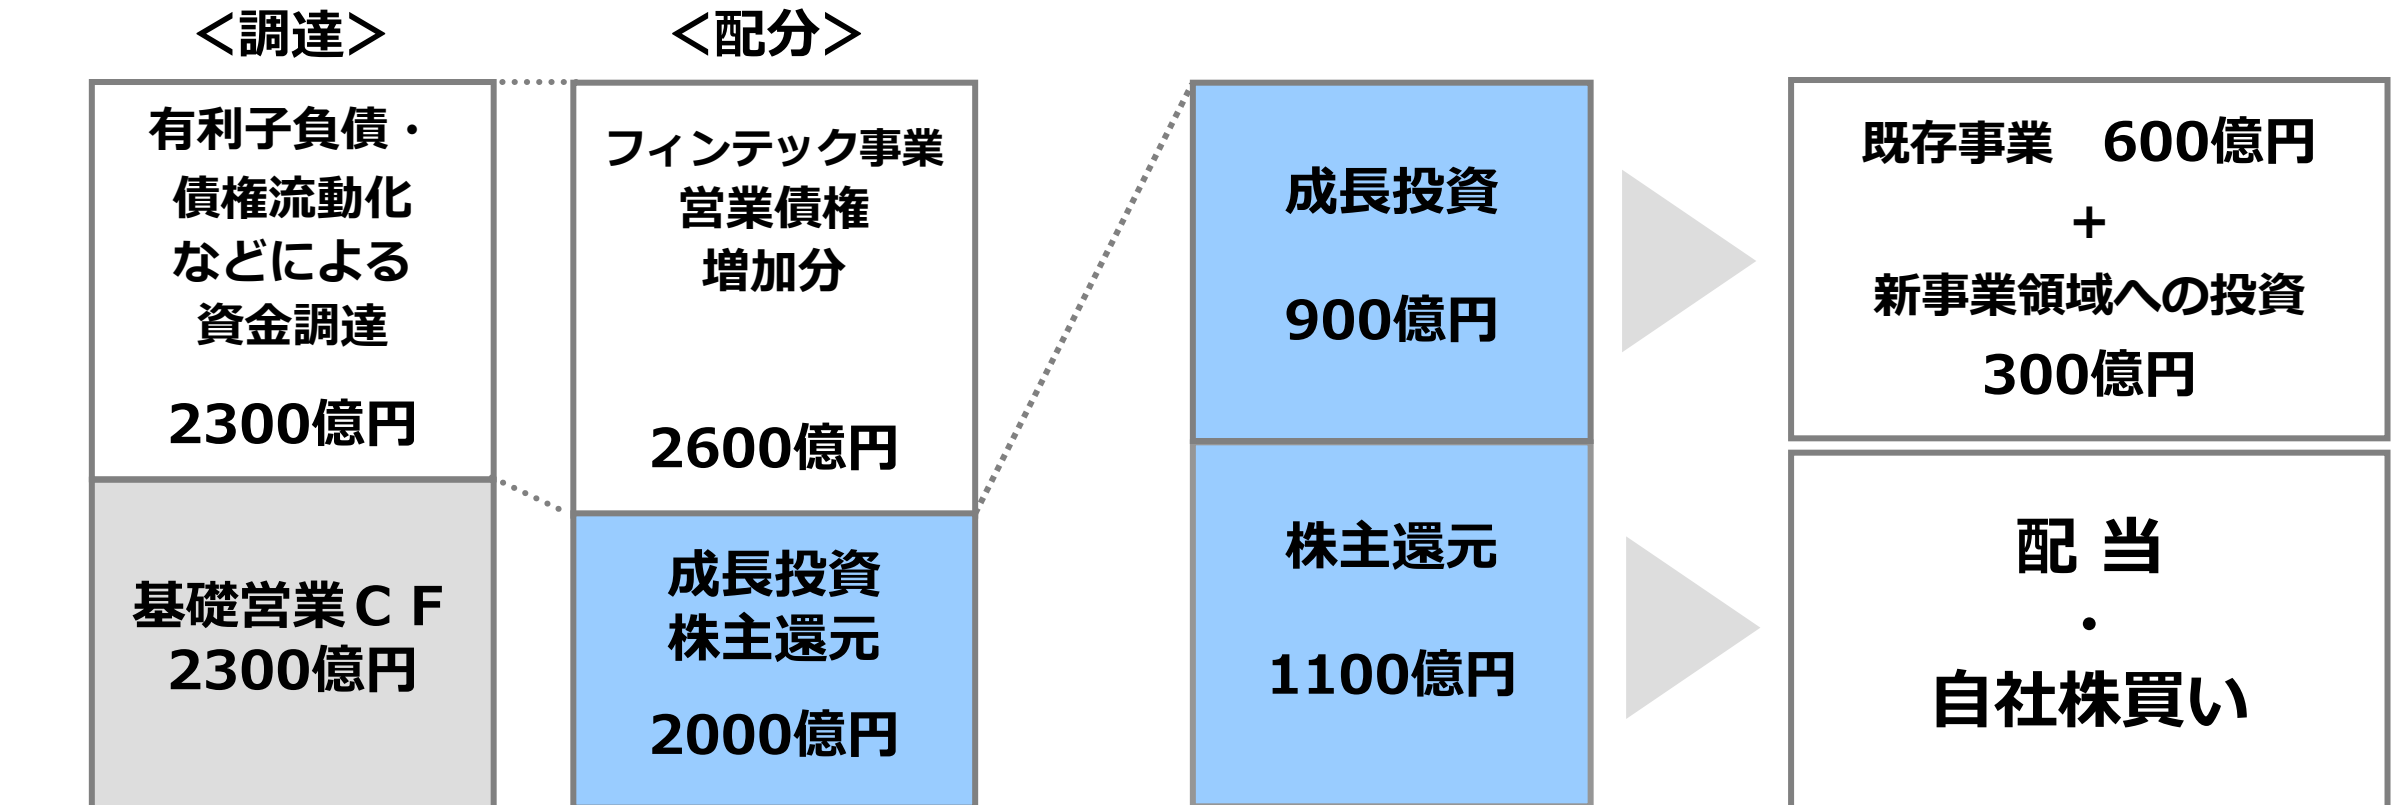 ＜調達＞
有利子負債・
債権流動化
などによる
資金調達
2300億円
基礎営業ＣＦ
2300億円
＜配分＞
フィンテック事業
営業債権
増加分
2600億円
成長投資
株主還元
2000億円
成長投資
900億円
株主還元
1100億円
既存事業　600億円
＋
新事業領域への投資
300億円
配 当
・
自社株買い